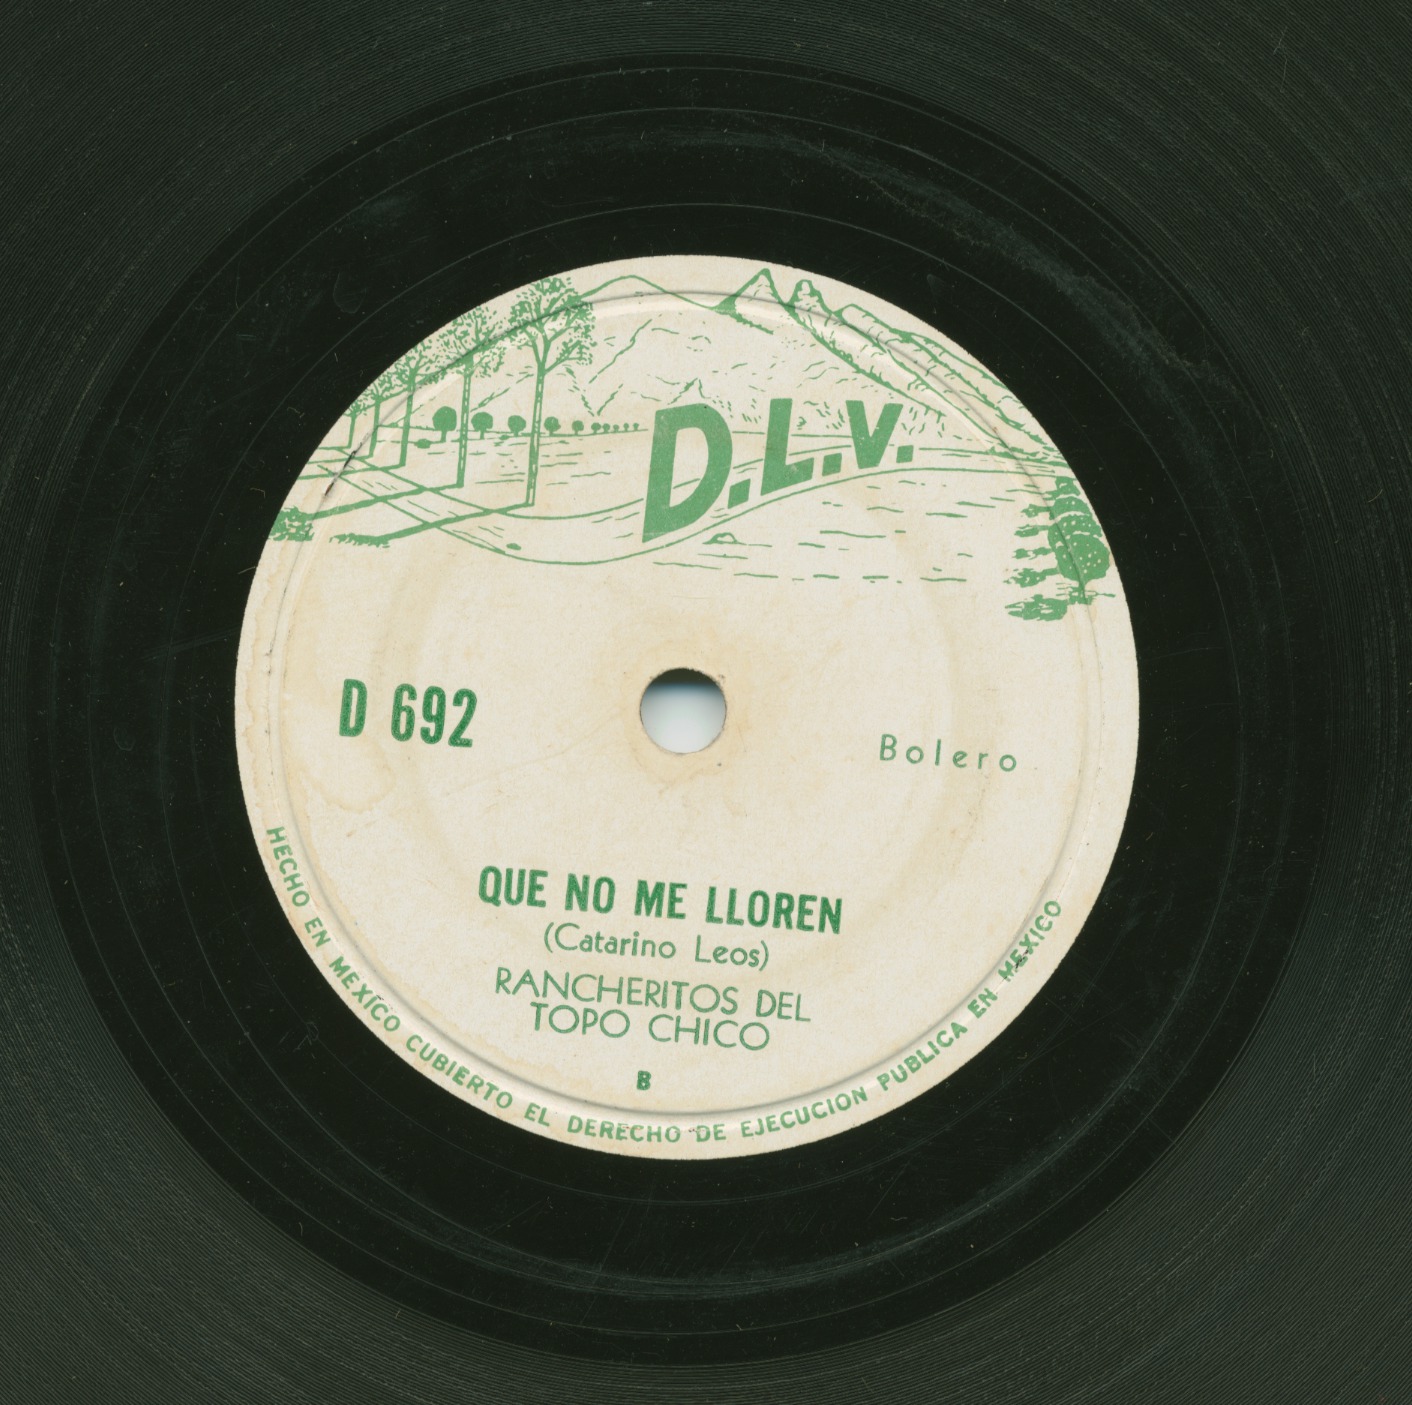 D.L.V.
D 692
Bolero
QUE NO ME LLOREN
(Catarino Leos)
RANCHERITOS DEL
TOPO CHICO
B
HECHO EN MEXICO CUBIERTO EL DERECHO DE EJECUCION PUBLICA EN MEXICO